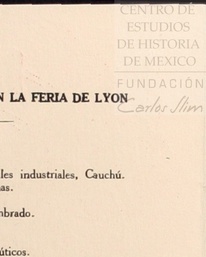 CENTRO DE
ESTUDIOS
DE HISTORIA
DE MEXICO
FUNDACIÓN
Carlos Slim
N LA FERIA DE LYON
les industriales, Cauchú.
as.
mbrado.
úticos.